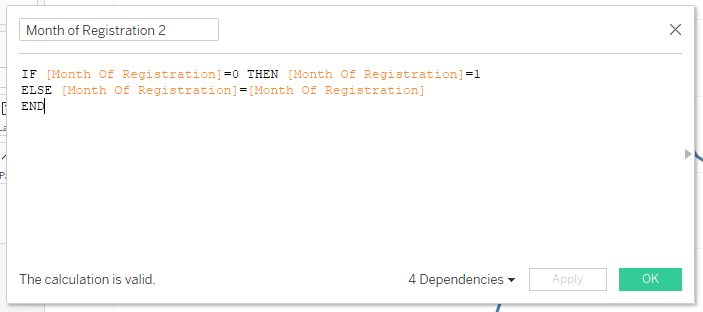 Month of Registration 2
IF [Month Of Registration]=0 THEN [Month Of Registration]=1
ELSE [Month Of Registration]=[Month Of Registration]
END
The calculation is valid.
4 Dependencies
Apply
OK